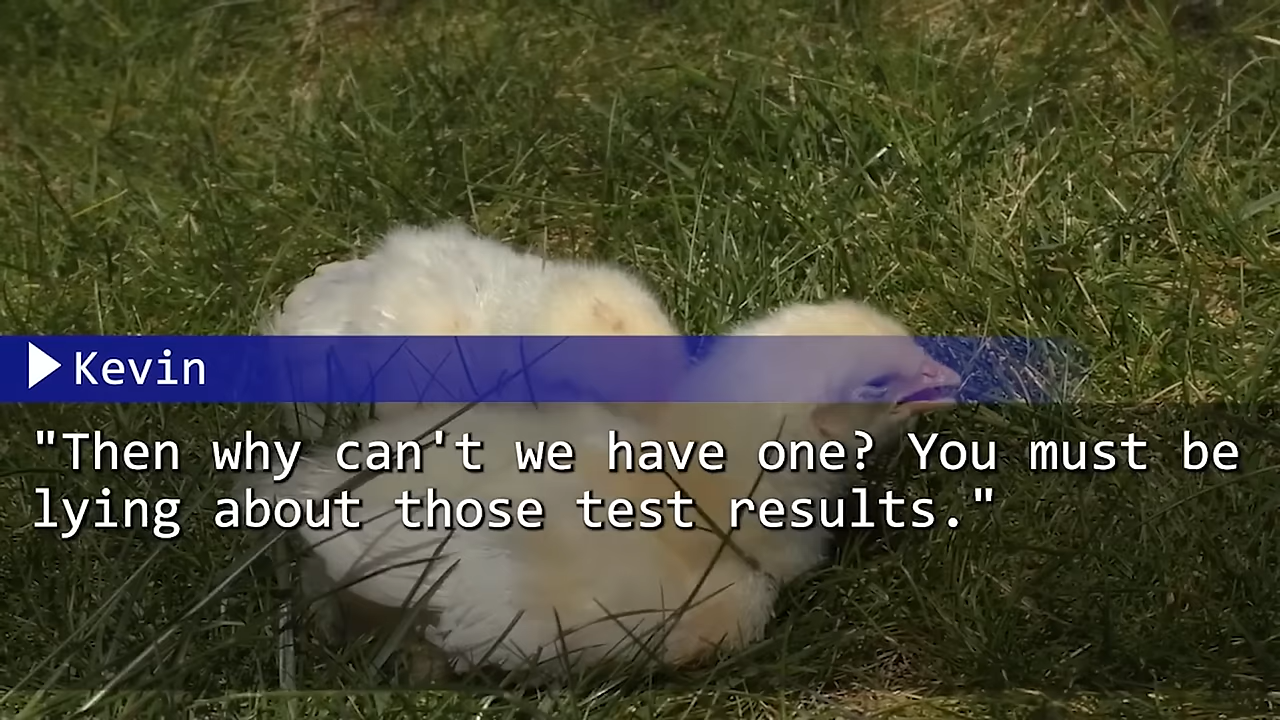 Kevin
"Then why can't we have one? You must be
lying about those test results."